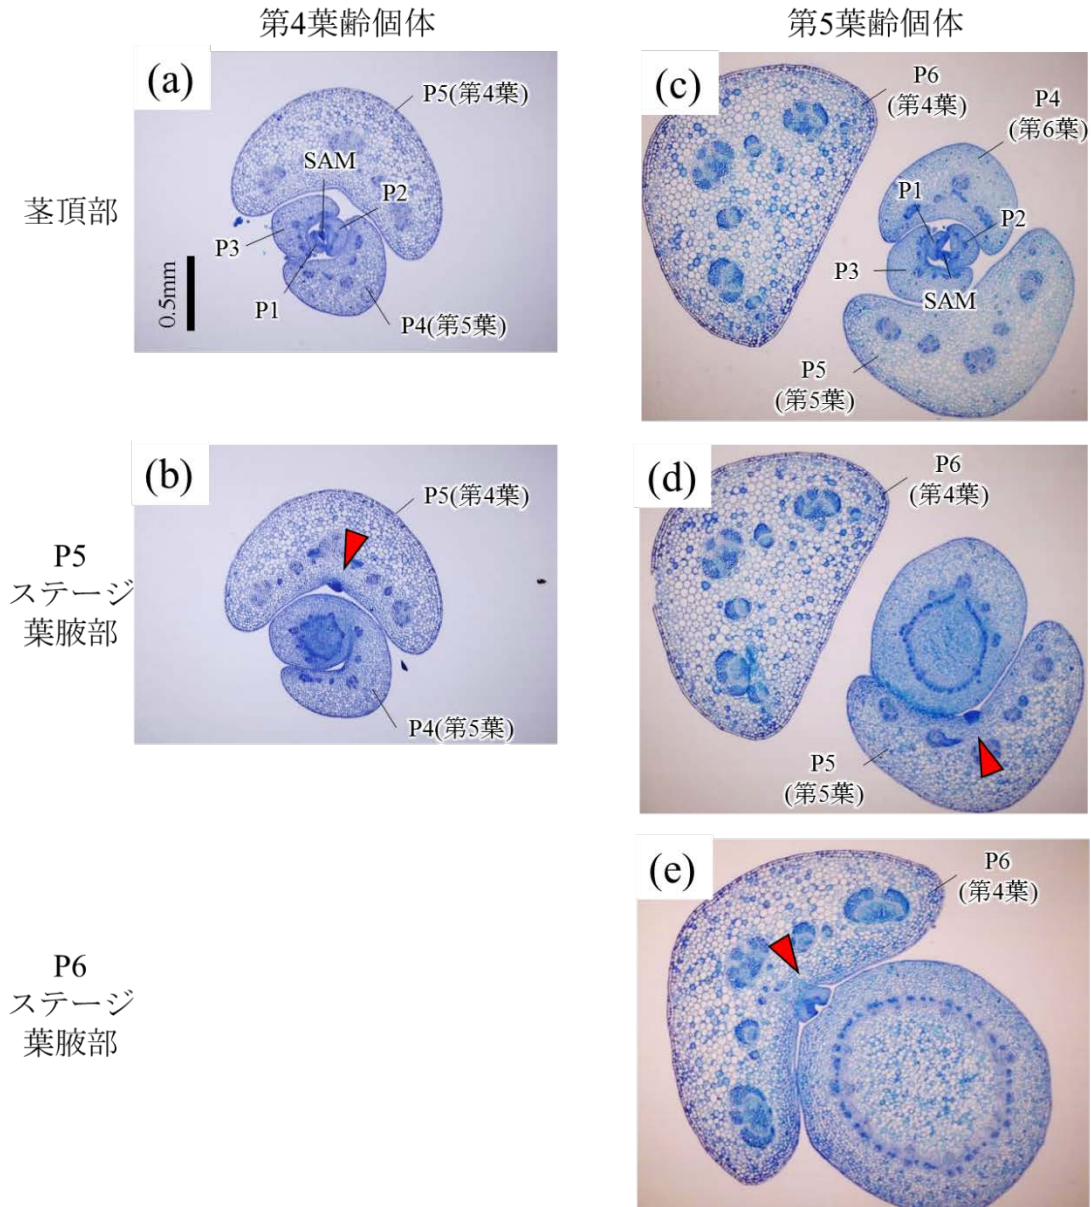 第4葉齢個体
第5葉齢個体
茎頂部
(a)
P5(第4葉)
SAM
P2
P3
P1
P4(第5葉)
0.5mm
(c)
P6
(第4葉)
P4
(第6葉)
P1
P2
P3
SAM
P5
(第5葉)
P5
ステージ
葉腋部
(b)
P5(第4葉)
P4(第5葉)
(d)
P6
(第4葉)
P5
(第5葉)
P6
ステージ
葉腋部
(e)
P6
(第4葉)